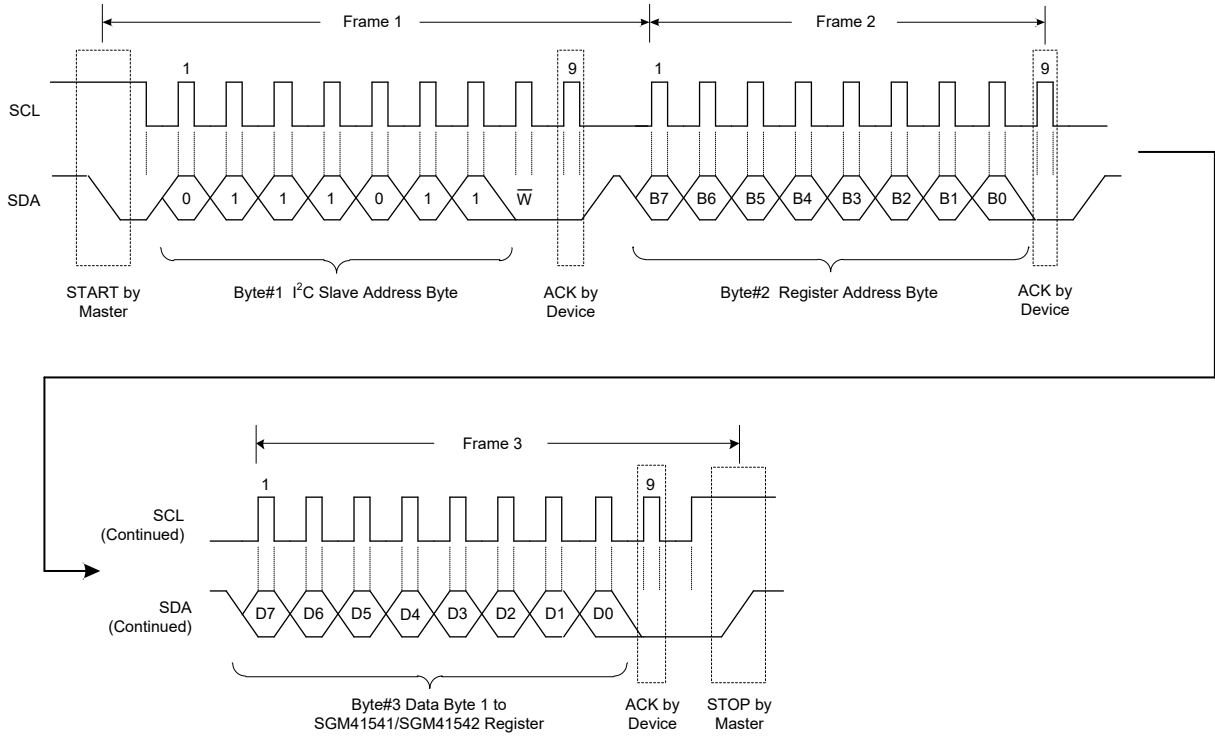 Frame 1
Frame 2
1
9
1
9
SCL
SDA
0 1 1 1 0 1 1 W̅
B7 B6 B5 B4 B3 B2 B1 B0
START by
Master
Byte#1 I²C Slave Address Byte
ACK by
Device
Byte#2 Register Address Byte
ACK by
Device
Frame 3
1
9
SCL
(Continued)
SDA
(Continued)
D7 D6 D5 D4 D3 D2 D1 D0
Byte#3 Data Byte 1 to
SGM41541/SGM41542 Register
ACK by
Device
STOP by
Master